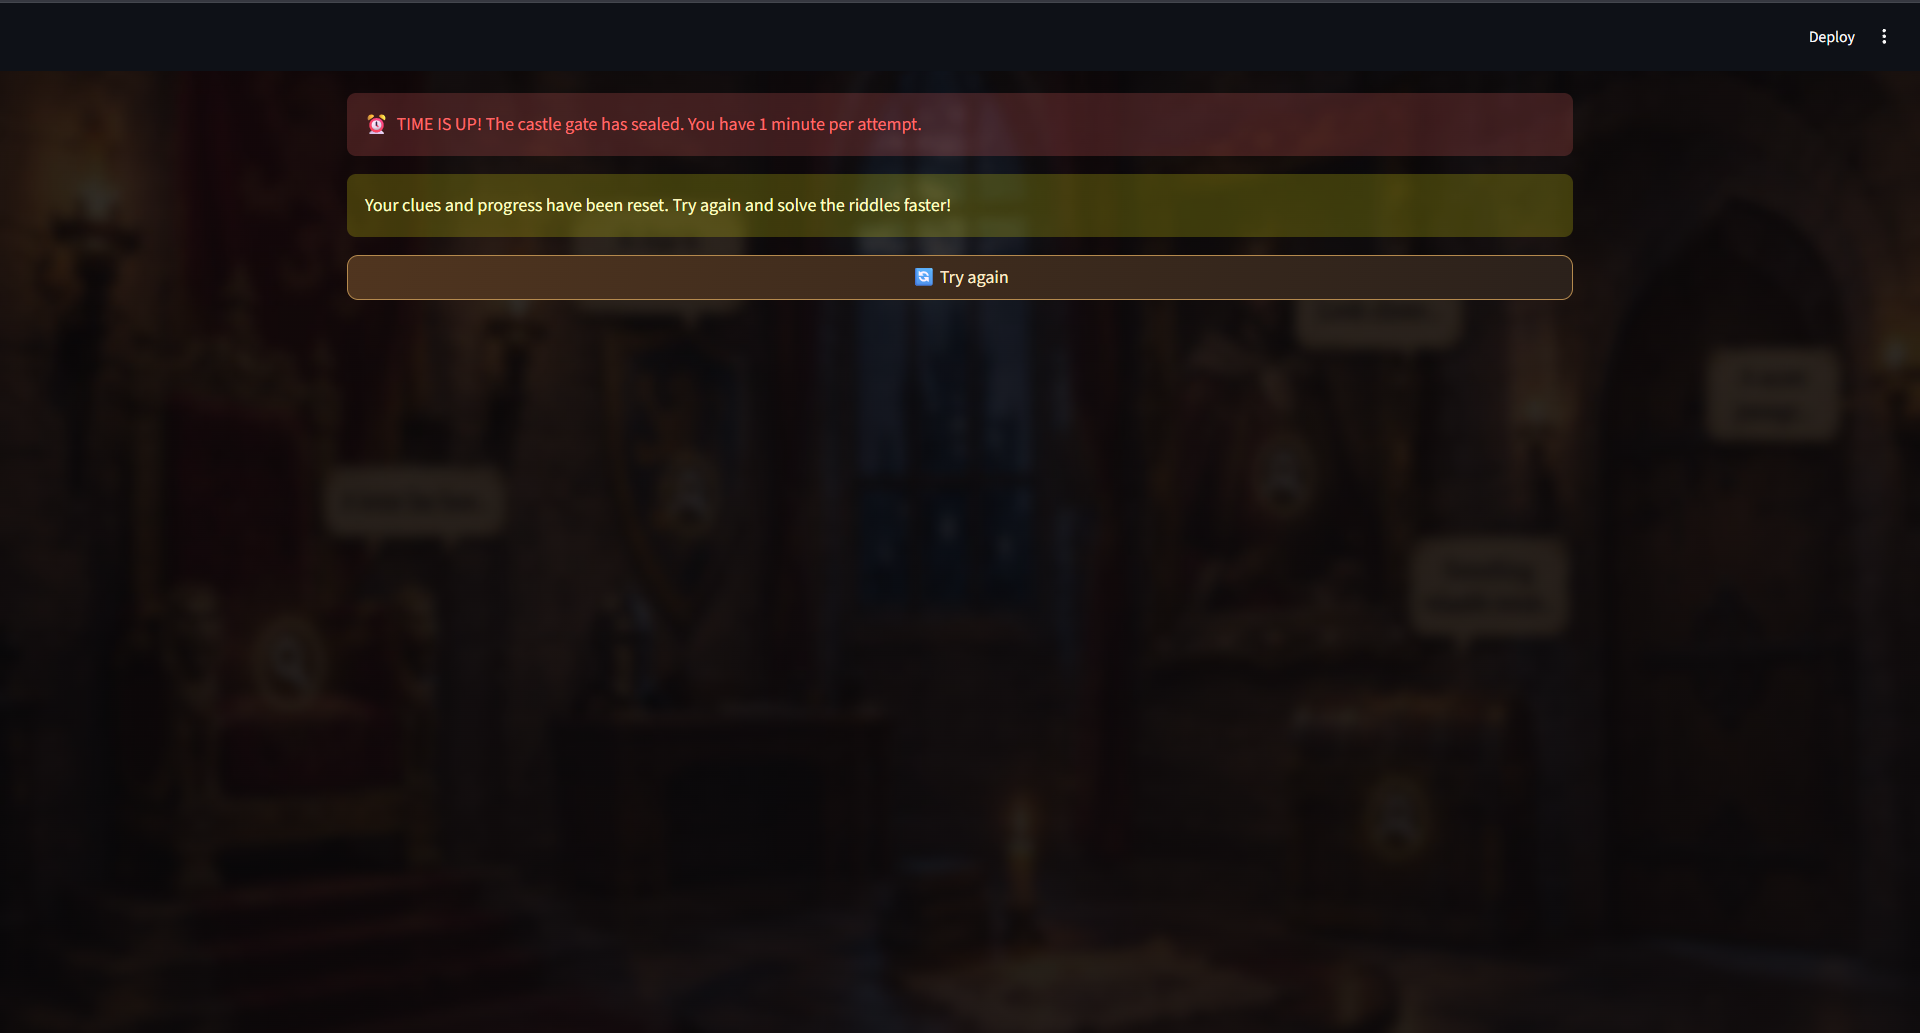 Deploy
TIME IS UP! The castle gate has sealed. You have 1 minute per attempt.
Your clues and progress have been reset. Try again and solve the riddles faster!
Try again